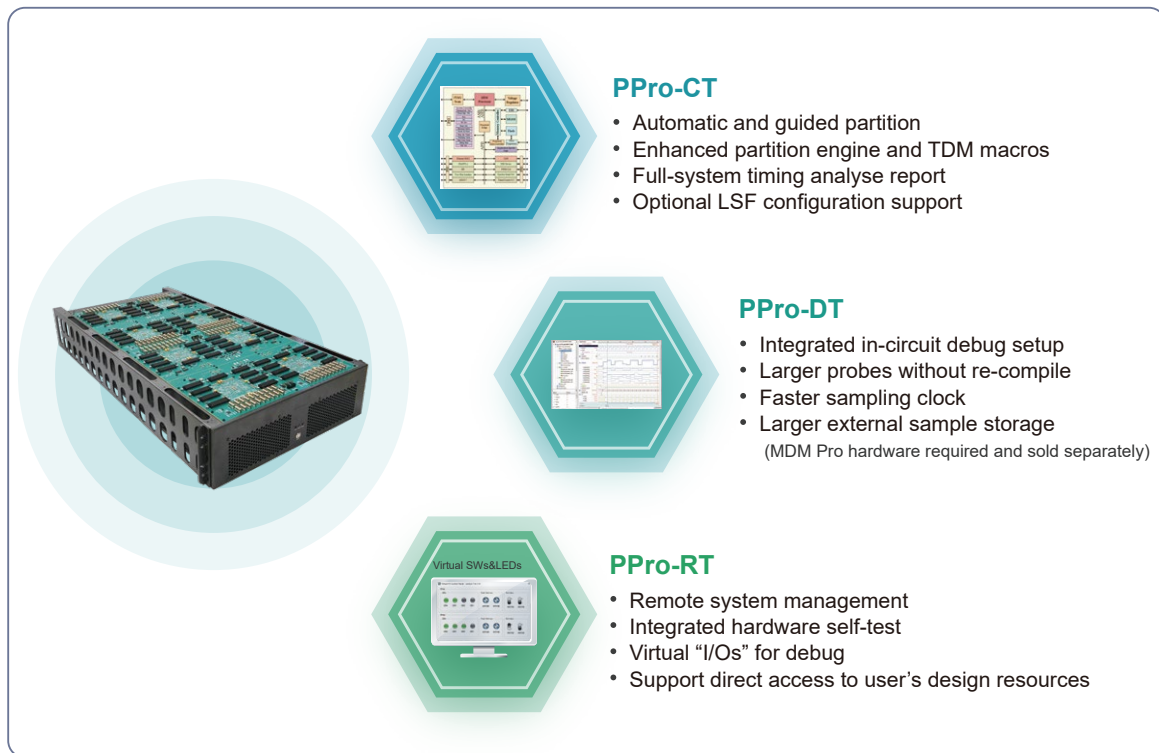 PPro-CT
• Automatic and guided partition
• Enhanced partition engine and TDM macros
• Full-system timing analyse report
• Optional LSF configuration support
PPro-DT
• Integrated in-circuit debug setup
• Larger probes without re-compile
• Faster sampling clock
• Larger external sample storage
(MDM Pro hardware required and sold separately)
Virtual SWs&LEDs
PPro-RT
• Remote system management
• Integrated hardware self-test
• Virtual “I/Os” for debug
• Support direct access to user’s design resources